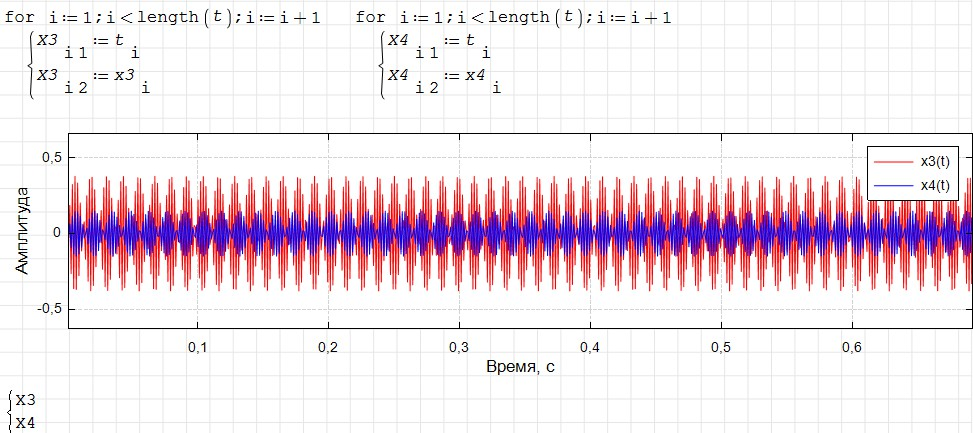 for i:=1;i<length(t);i:=i+1 for i:=1;i<length(t);i:=i+1
X3 i 1 := t i X4 i 1 := t i
X3 i 2 := x3 i X4 i 2 := x4 i
0,5
0
-0,5
Амплитуда
x3(t)
x4(t)
0,1 0,2 0,3 0,4 0,5 0,6
Время, с
X3
X4